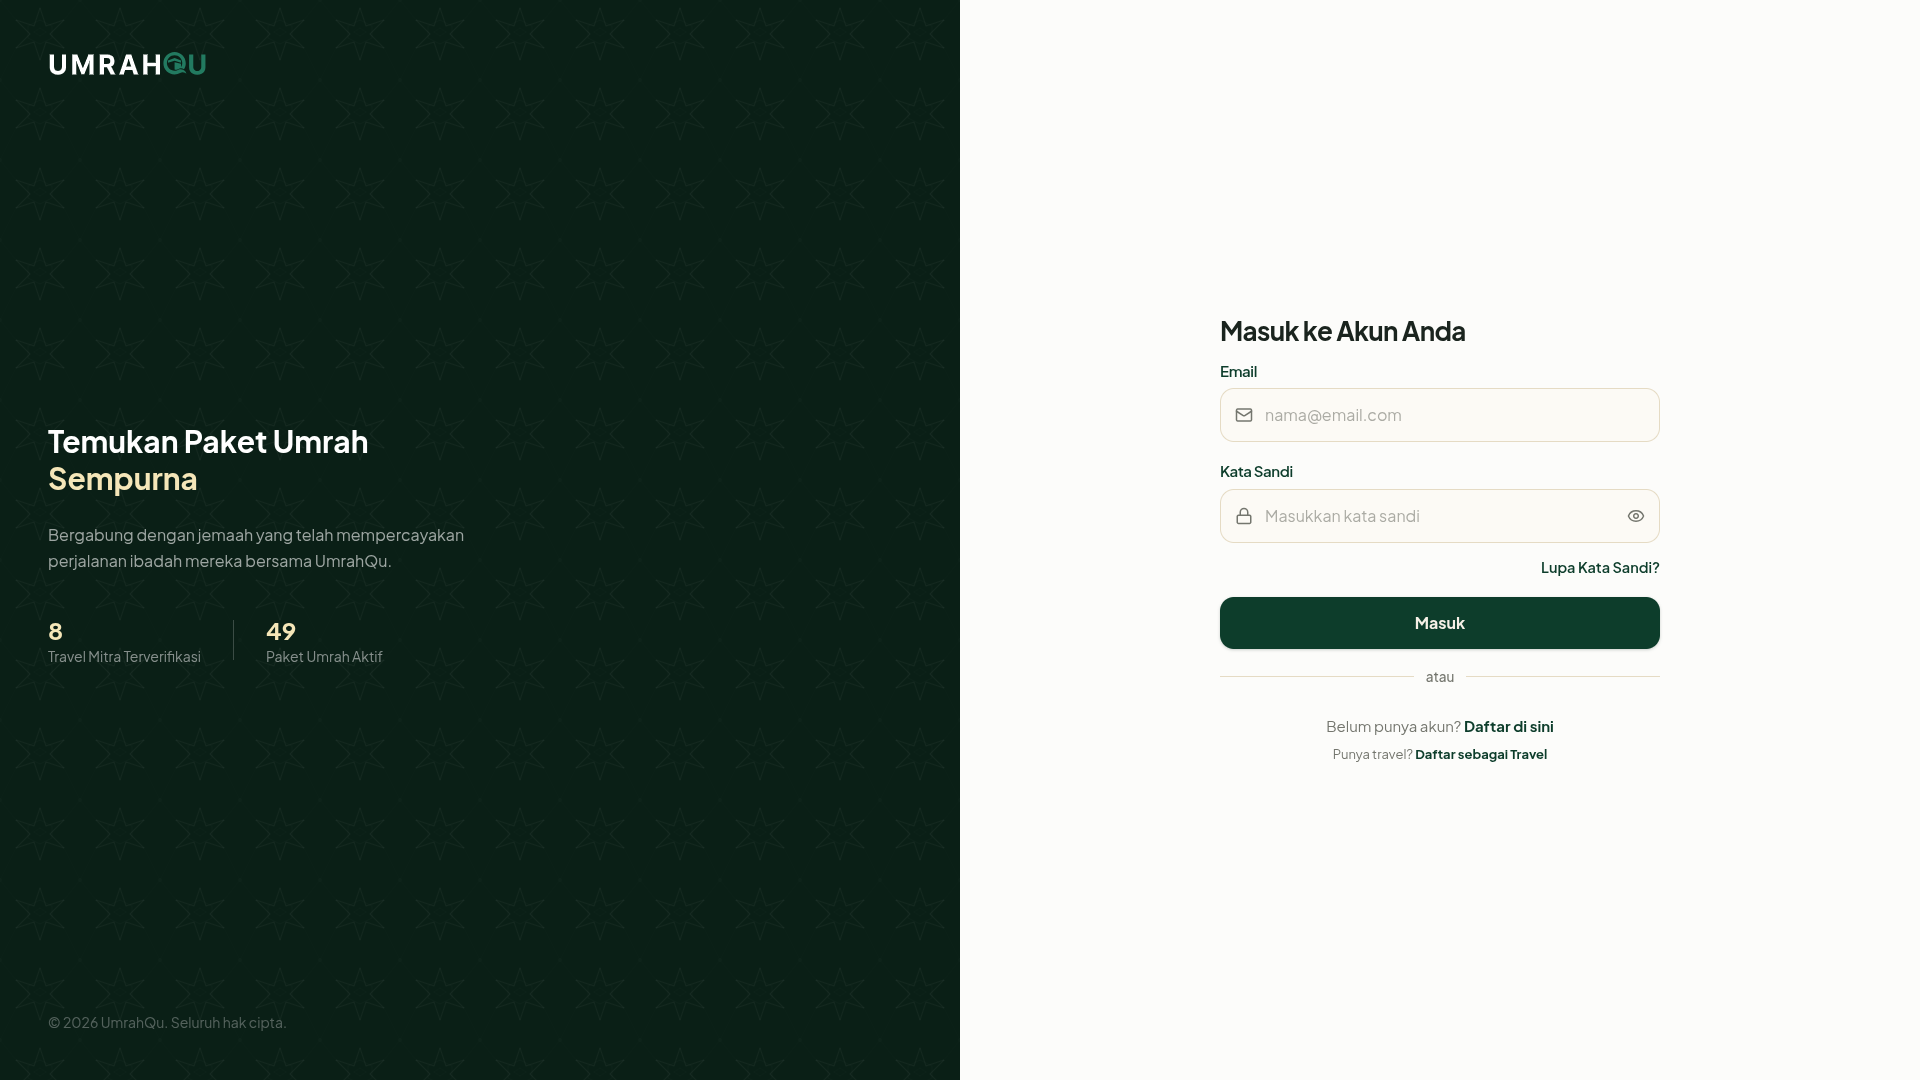 UMRAHQU
Temukan Paket Umrah
Sempurna
Bergabung dengan jemaah yang telah mempercayakan
perjalanan ibadah mereka bersama UmrahQu.
8
Travel Mitra Terverifikasi
49
Paket Umrah Aktif
© 2026 UmrahQu. Seluruh hak cipta.
Masuk ke Akun Anda
Email
nama@email.com
Kata Sandi
Masukkan kata sandi
Lupa Kata Sandi?
Masuk
atau
Belum punya akun? Daftar di sini
Punya travel? Daftar sebagai Travel